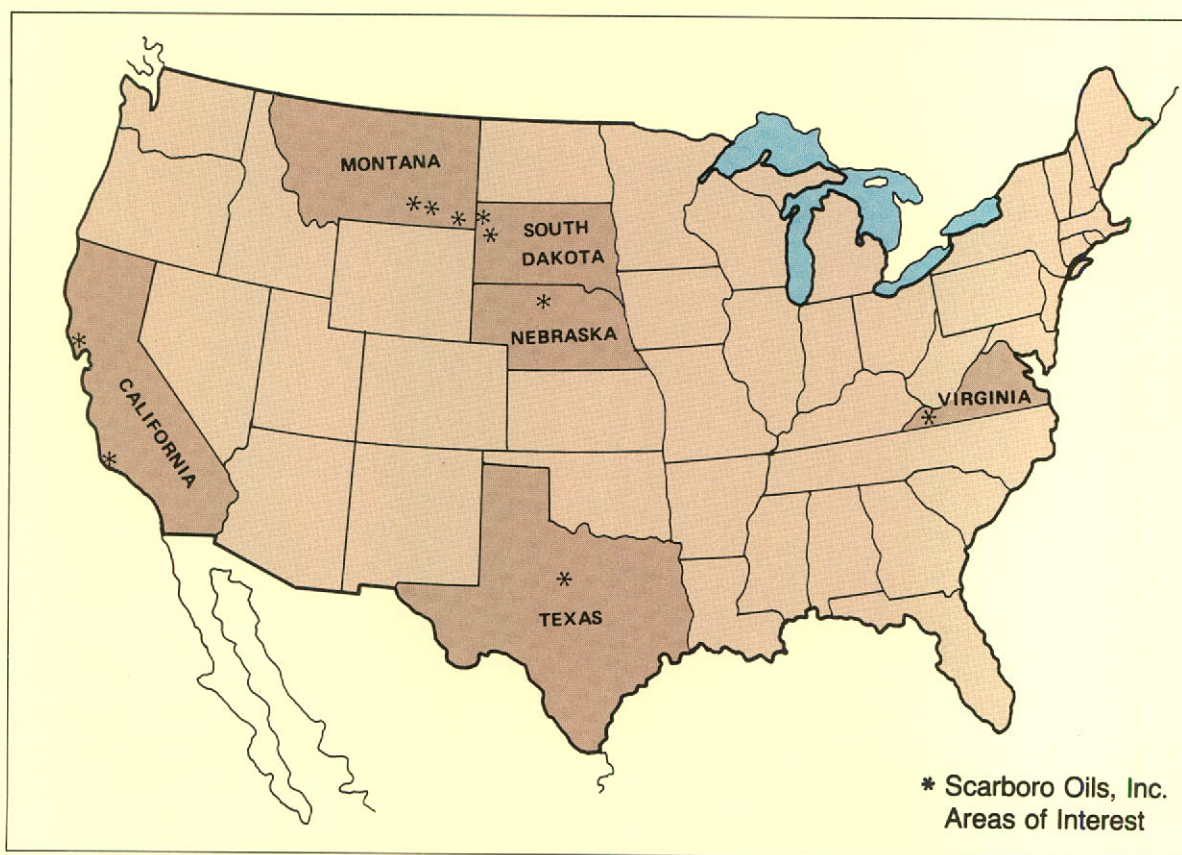 MONTANA
* * * *
*
SOUTH
DAKOTA
*
NEBRASKA
*
CALIFORNIA
*
VIRGINIA
*
*
TEXAS
* Scarboro Oils, Inc.
Areas of Interest